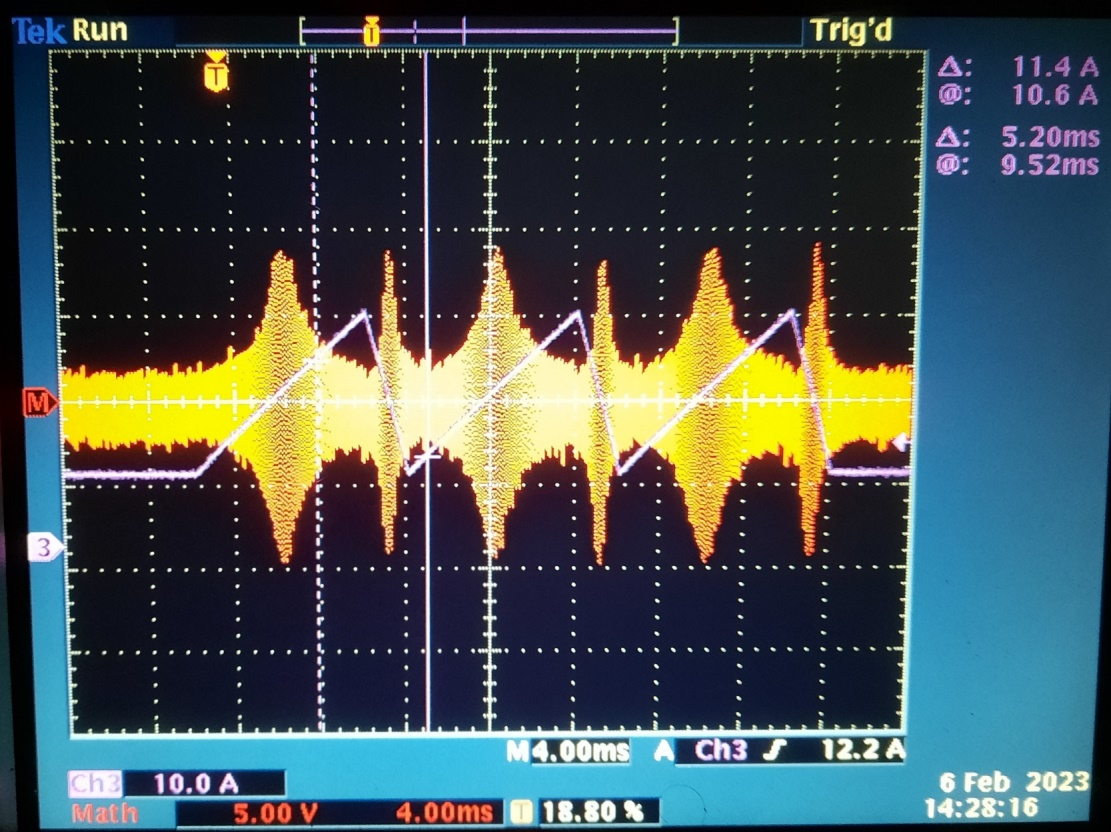 Tek Run Trig'd
T
T
Δ: 11.4 A
@: 10.6 A
Δ: 5.20ms
@: 9.52ms
M
3
M 4.00ms A Ch3 12.2 A
Ch3 10.0 A
Math 5.00 V 4.00ms T 18.80 %
6 Feb 2023
14:28:16